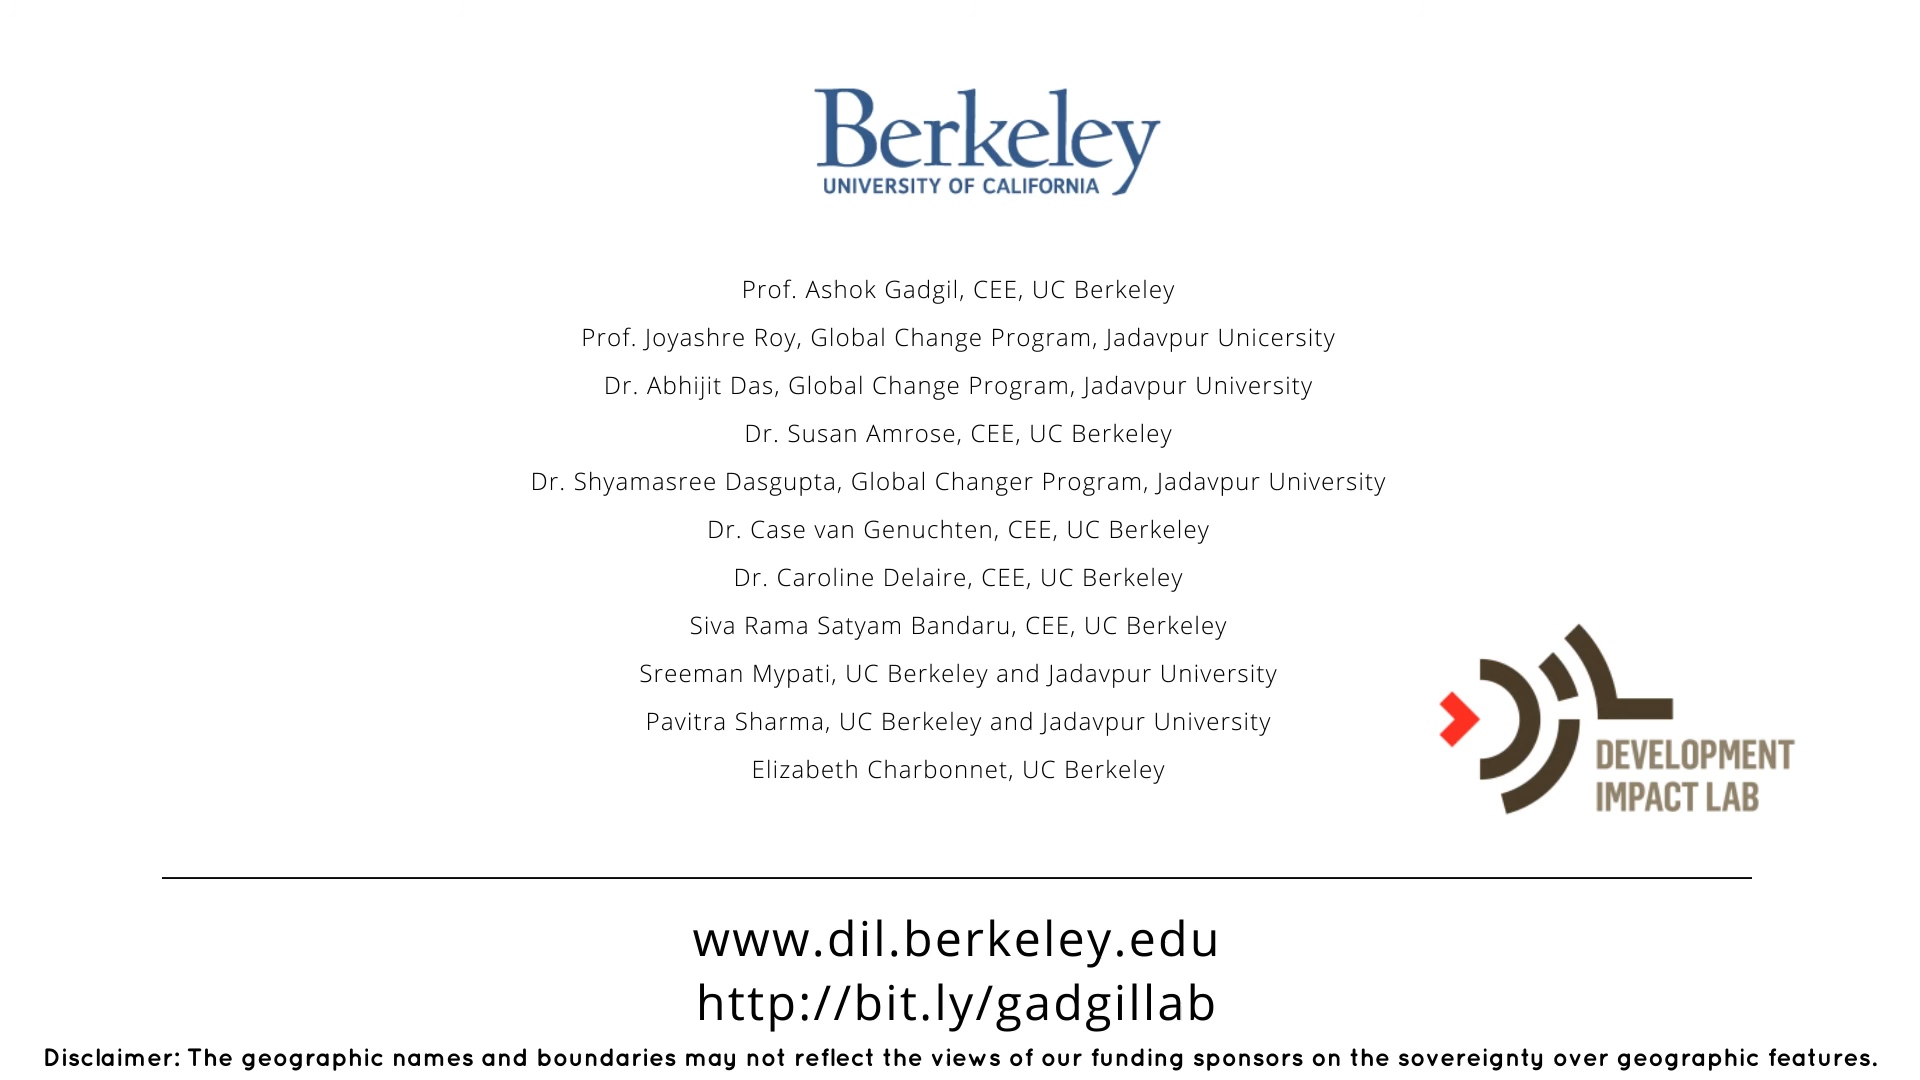 Berkeley
UNIVERSITY OF CALIFORNIA
Prof. Ashok Gadgil, CEE, UC Berkeley
Prof. Joyashre Roy, Global Change Program, Jadavpur Unicersity
Dr. Abhijit Das, Global Change Program, Jadavpur University
Dr. Susan Amrose, CEE, UC Berkeley
Dr. Shyamasree Dasgupta, Global Changer Program, Jadavpur University
Dr. Case van Genuchten, CEE, UC Berkeley
Dr. Caroline Delaire, CEE, UC Berkeley
Siva Rama Satyam Bandaru, CEE, UC Berkeley
Sreeman Mypati, UC Berkeley and Jadavpur University
Pavitra Sharma, UC Berkeley and Jadavpur University
Elizabeth Charbonnet, UC Berkeley
DIL
DEVELOPMENT
IMPACT LAB
www.dil.berkeley.edu
http://bit.ly/gadgillab
Disclaimer: The geographic names and boundaries may not reflect the views of our funding sponsors on the sovereignty over geographic features.